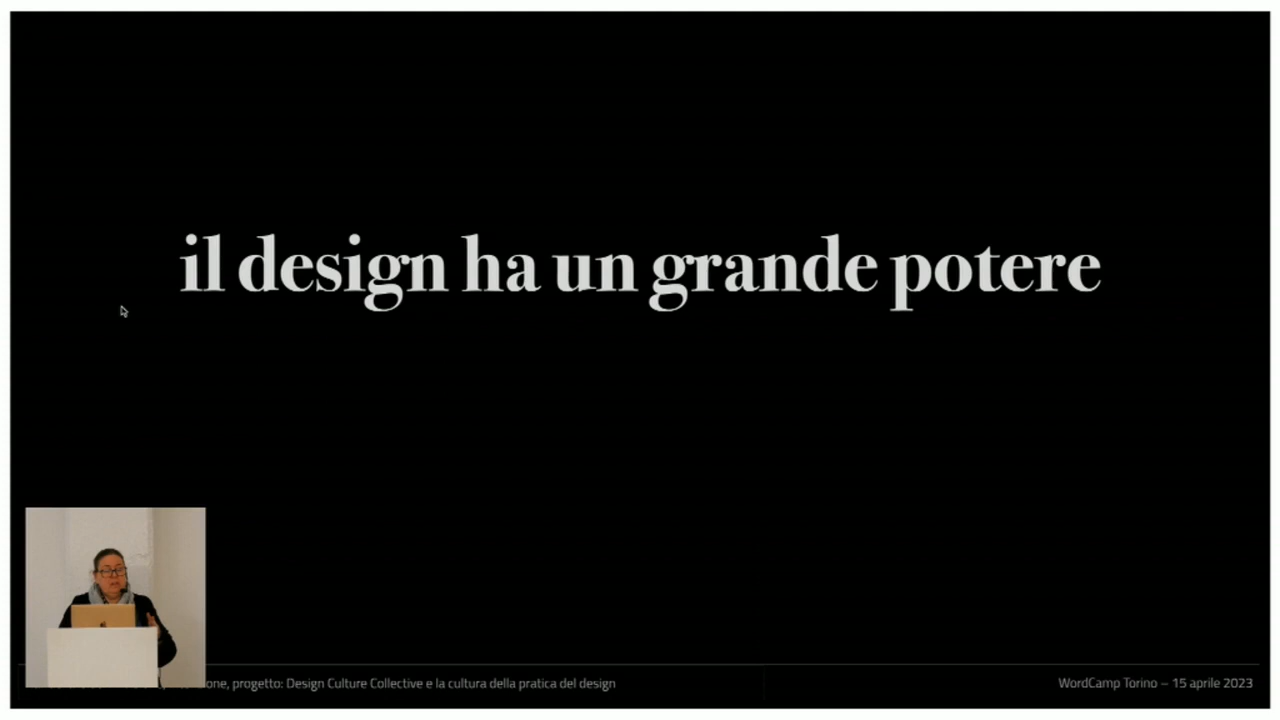 il design ha un grande potere
progetto: Design Culture Collective e la cultura della pratica del design
WordCamp Torino – 15 aprile 2023